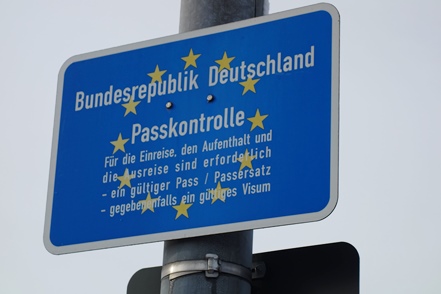 Bundesrepublik Deutschland
Passkontrolle
Für die Einreise, den Aufenthalt und
die Ausreise sind erforderlich
- ein gültiger Pass / Passersatz
- gegebenenfalls ein gültiges Visum